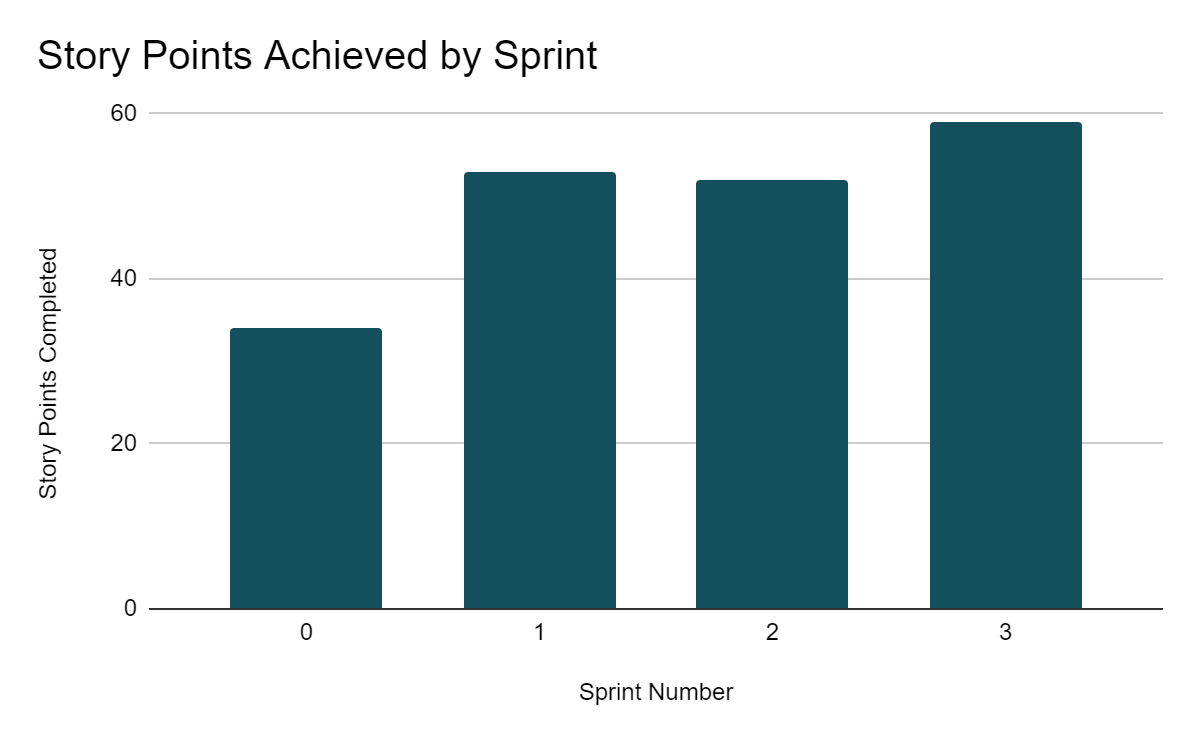 Story Points Achieved by Sprint
60
40
20
0
Story Points Completed
0 1 2 3
Sprint Number